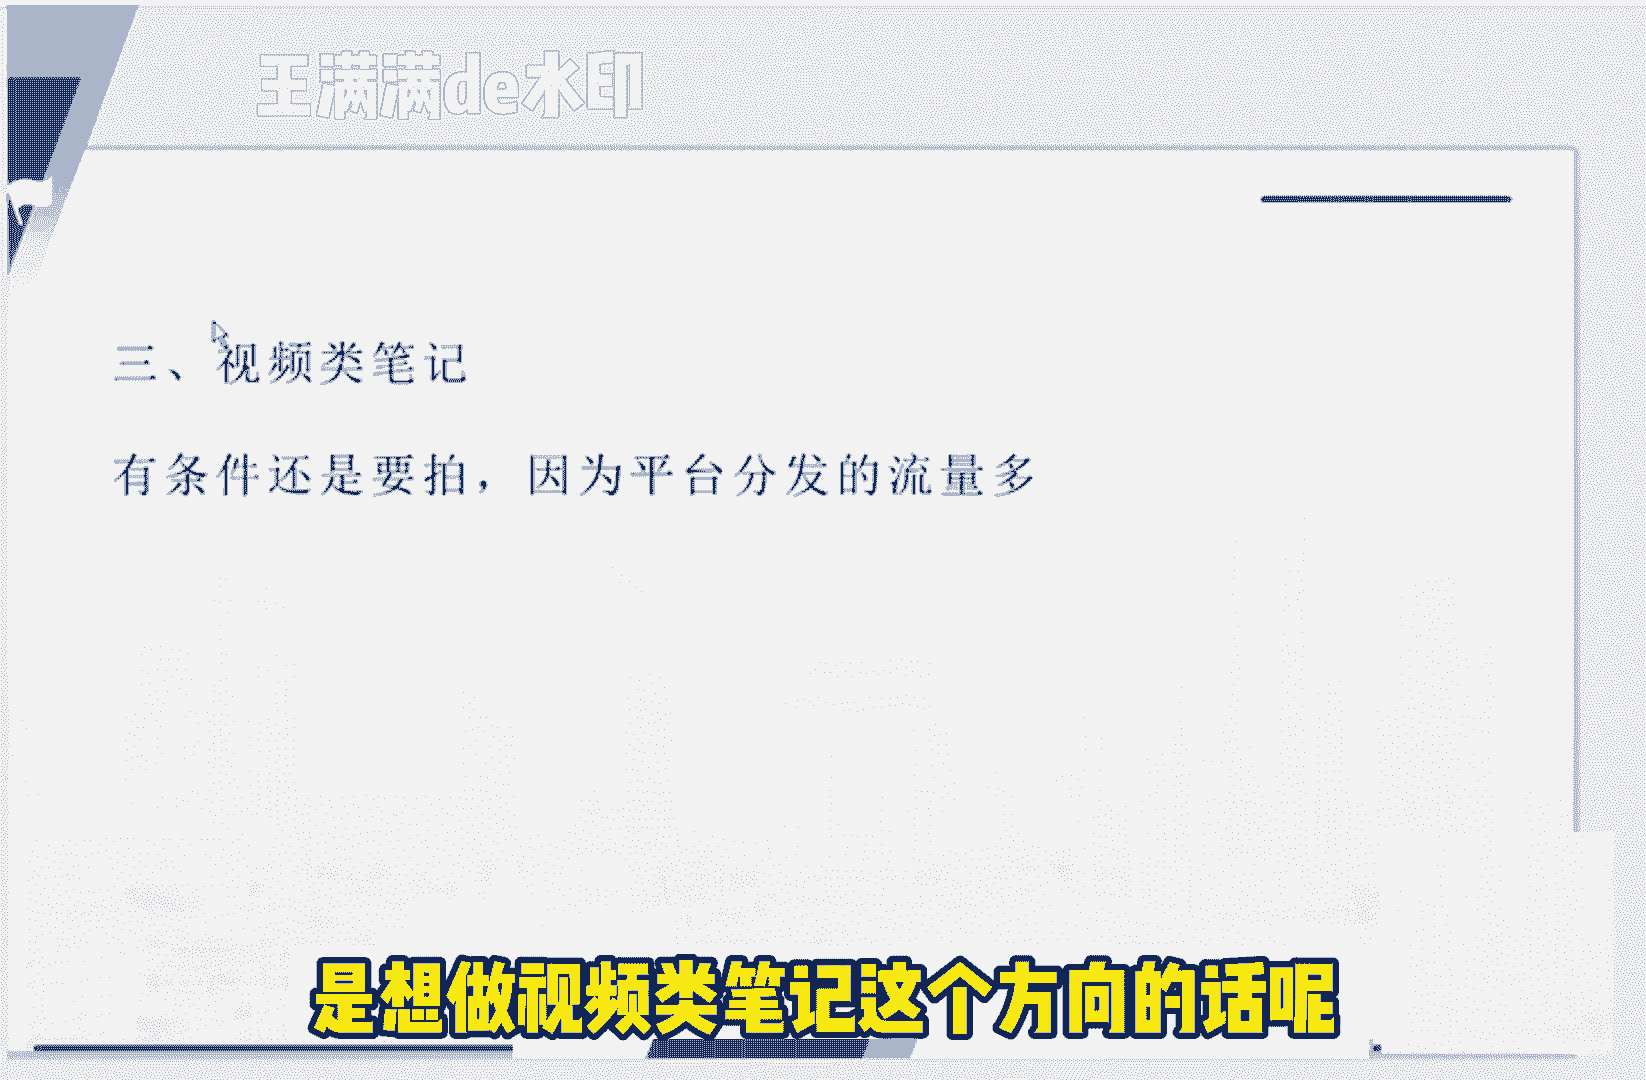 王满满de水印
三、视频类笔记
有条件还是要拍，因为平台分发的流量多
是想做视频类笔记这个方向的话呢